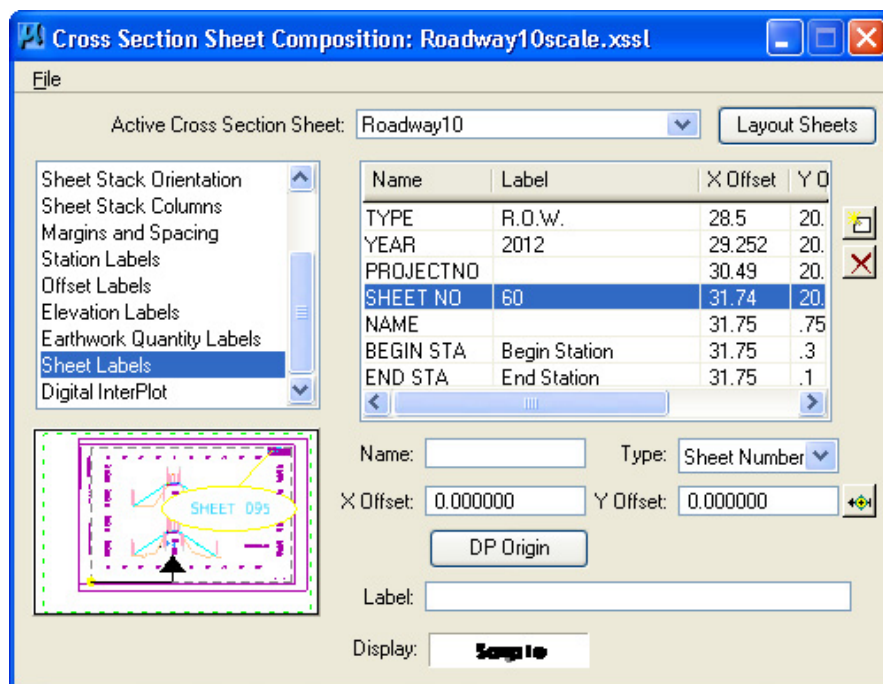 Cross Section Sheet Composition: Roadway10scale.xssl
File
Active Cross Section Sheet: Roadway10 Layout Sheets
Sheet Stack Orientation
Sheet Stack Columns
Margins and Spacing
Station Labels
Offset Labels
Elevation Labels
Earthwork Quantity Labels
Sheet Labels
Digital InterPlot
Name Label X Offset Y O
TYPE R.O.W. 28.5 20.
YEAR 2012 29.252 20.
PROJECTNO 30.49 20.
SHEET NO 60 31.74 20.
NAME 31.75 .75
BEGIN STA Begin Station 31.75 .3
END STA End Station 31.75 .1
SHEET 095
Name: Type: Sheet Number
X Offset: 0.000000 Y Offset: 0.000000
DP Origin
Label:
Display: Sample